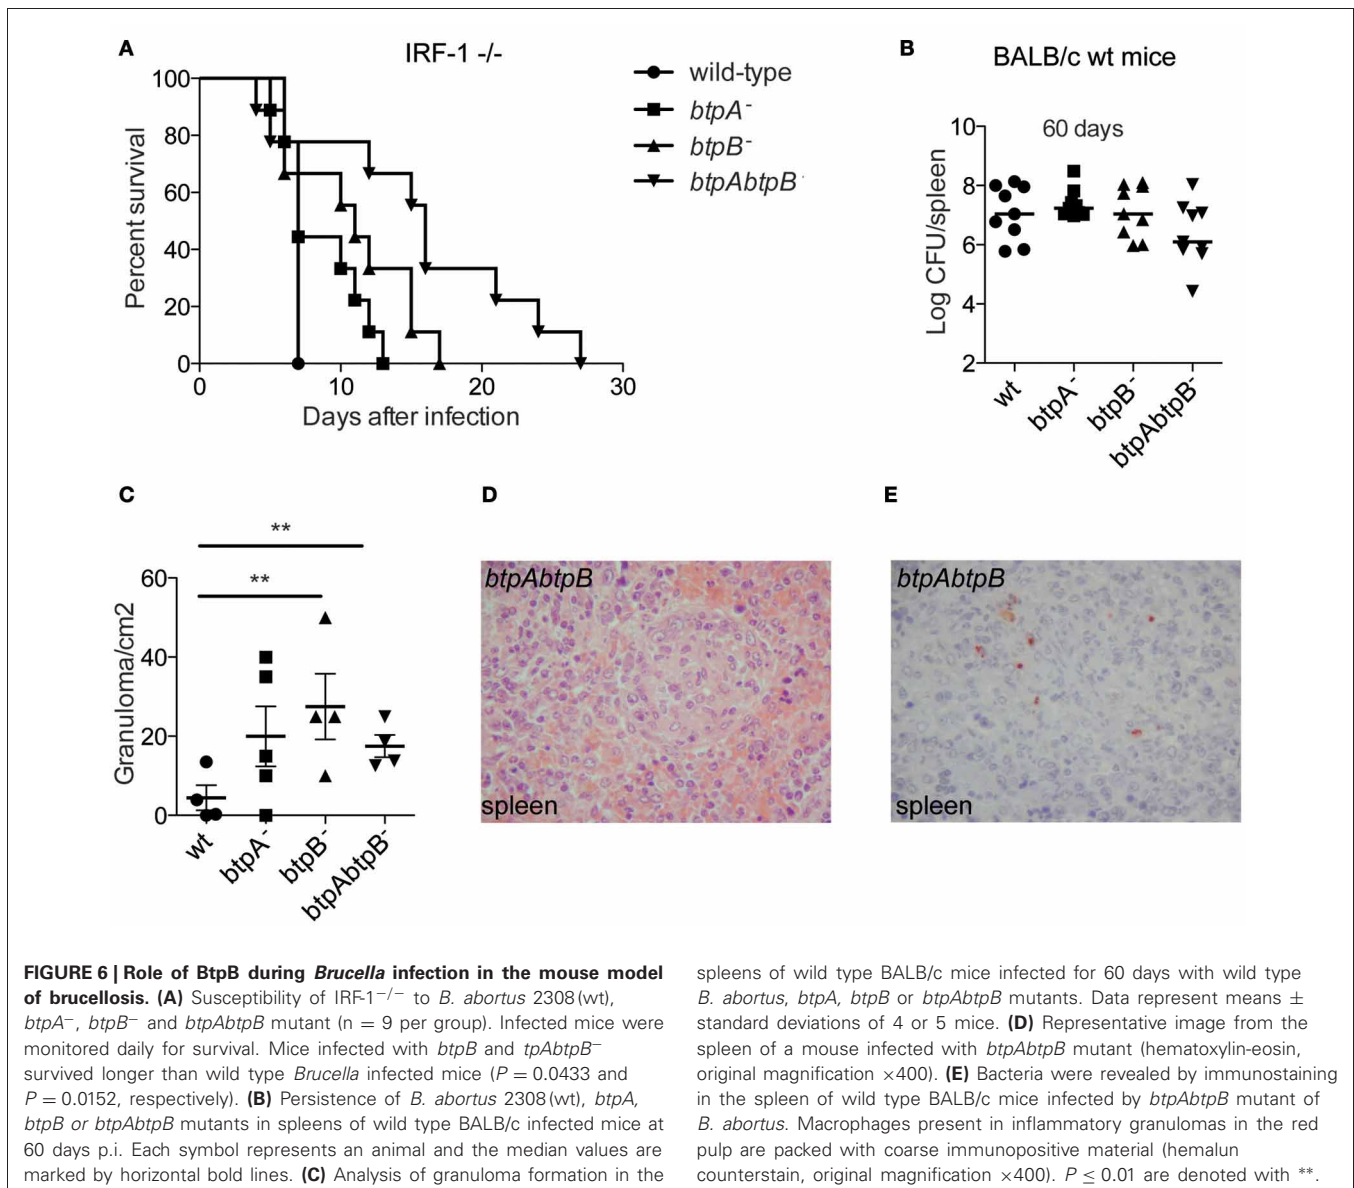 A
IRF-1 -/-
Percent survival
100
80
60
40
20
0
0
10
20
30
Days after infection
wild-type
btpA-
btpB-
btpAbtpB-
B
BALB/c wt mice
60 days
Log CFU/spleen
10
8
6
4
2
wt
btpA-
btpB-
btpAbtpB-
C
**
**
Granuloma/cm2
60
40
20
0
wt
btpA-
btpB-
btpAbtpB-
D
btpAbtpB
spleen
E
btpAbtpB
spleen
FIGURE 6 | Role of BtpB during Brucella infection in the mouse model
of brucellosis. (A) Susceptibility of IRF-1−/− to B. abortus 2308 (wt),
btpA−, btpB− and btpAbtpB mutant (n = 9 per group). Infected mice were
monitored daily for survival. Mice infected with btpB and tpAbtpB−
survived longer than wild type Brucella infected mice (P = 0.0433 and
P = 0.0152, respectively). (B) Persistence of B. abortus 2308 (wt), btpA,
btpB or btpAbtpB mutants in spleens of wild type BALB/c infected mice at
60 days p.i. Each symbol represents an animal and the median values are
marked by horizontal bold lines. (C) Analysis of granuloma formation in the
spleens of wild type BALB/c mice infected for 60 days with wild type
B. abortus, btpA, btpB or btpAbtpB mutants. Data represent means ±
standard deviations of 4 or 5 mice. (D) Representative image from the
spleen of a mouse infected with btpAbtpB mutant (hematoxylin-eosin,
original magnification ×400). (E) Bacteria were revealed by immunostaining
in the spleen of wild type BALB/c mice infected by btpAbtpB mutant of
B. abortus. Macrophages present in inflammatory granulomas in the red
pulp are packed with coarse immunopositive material (hemalun
counterstain, original magnification ×400). P ≤ 0.01 are denoted with **.